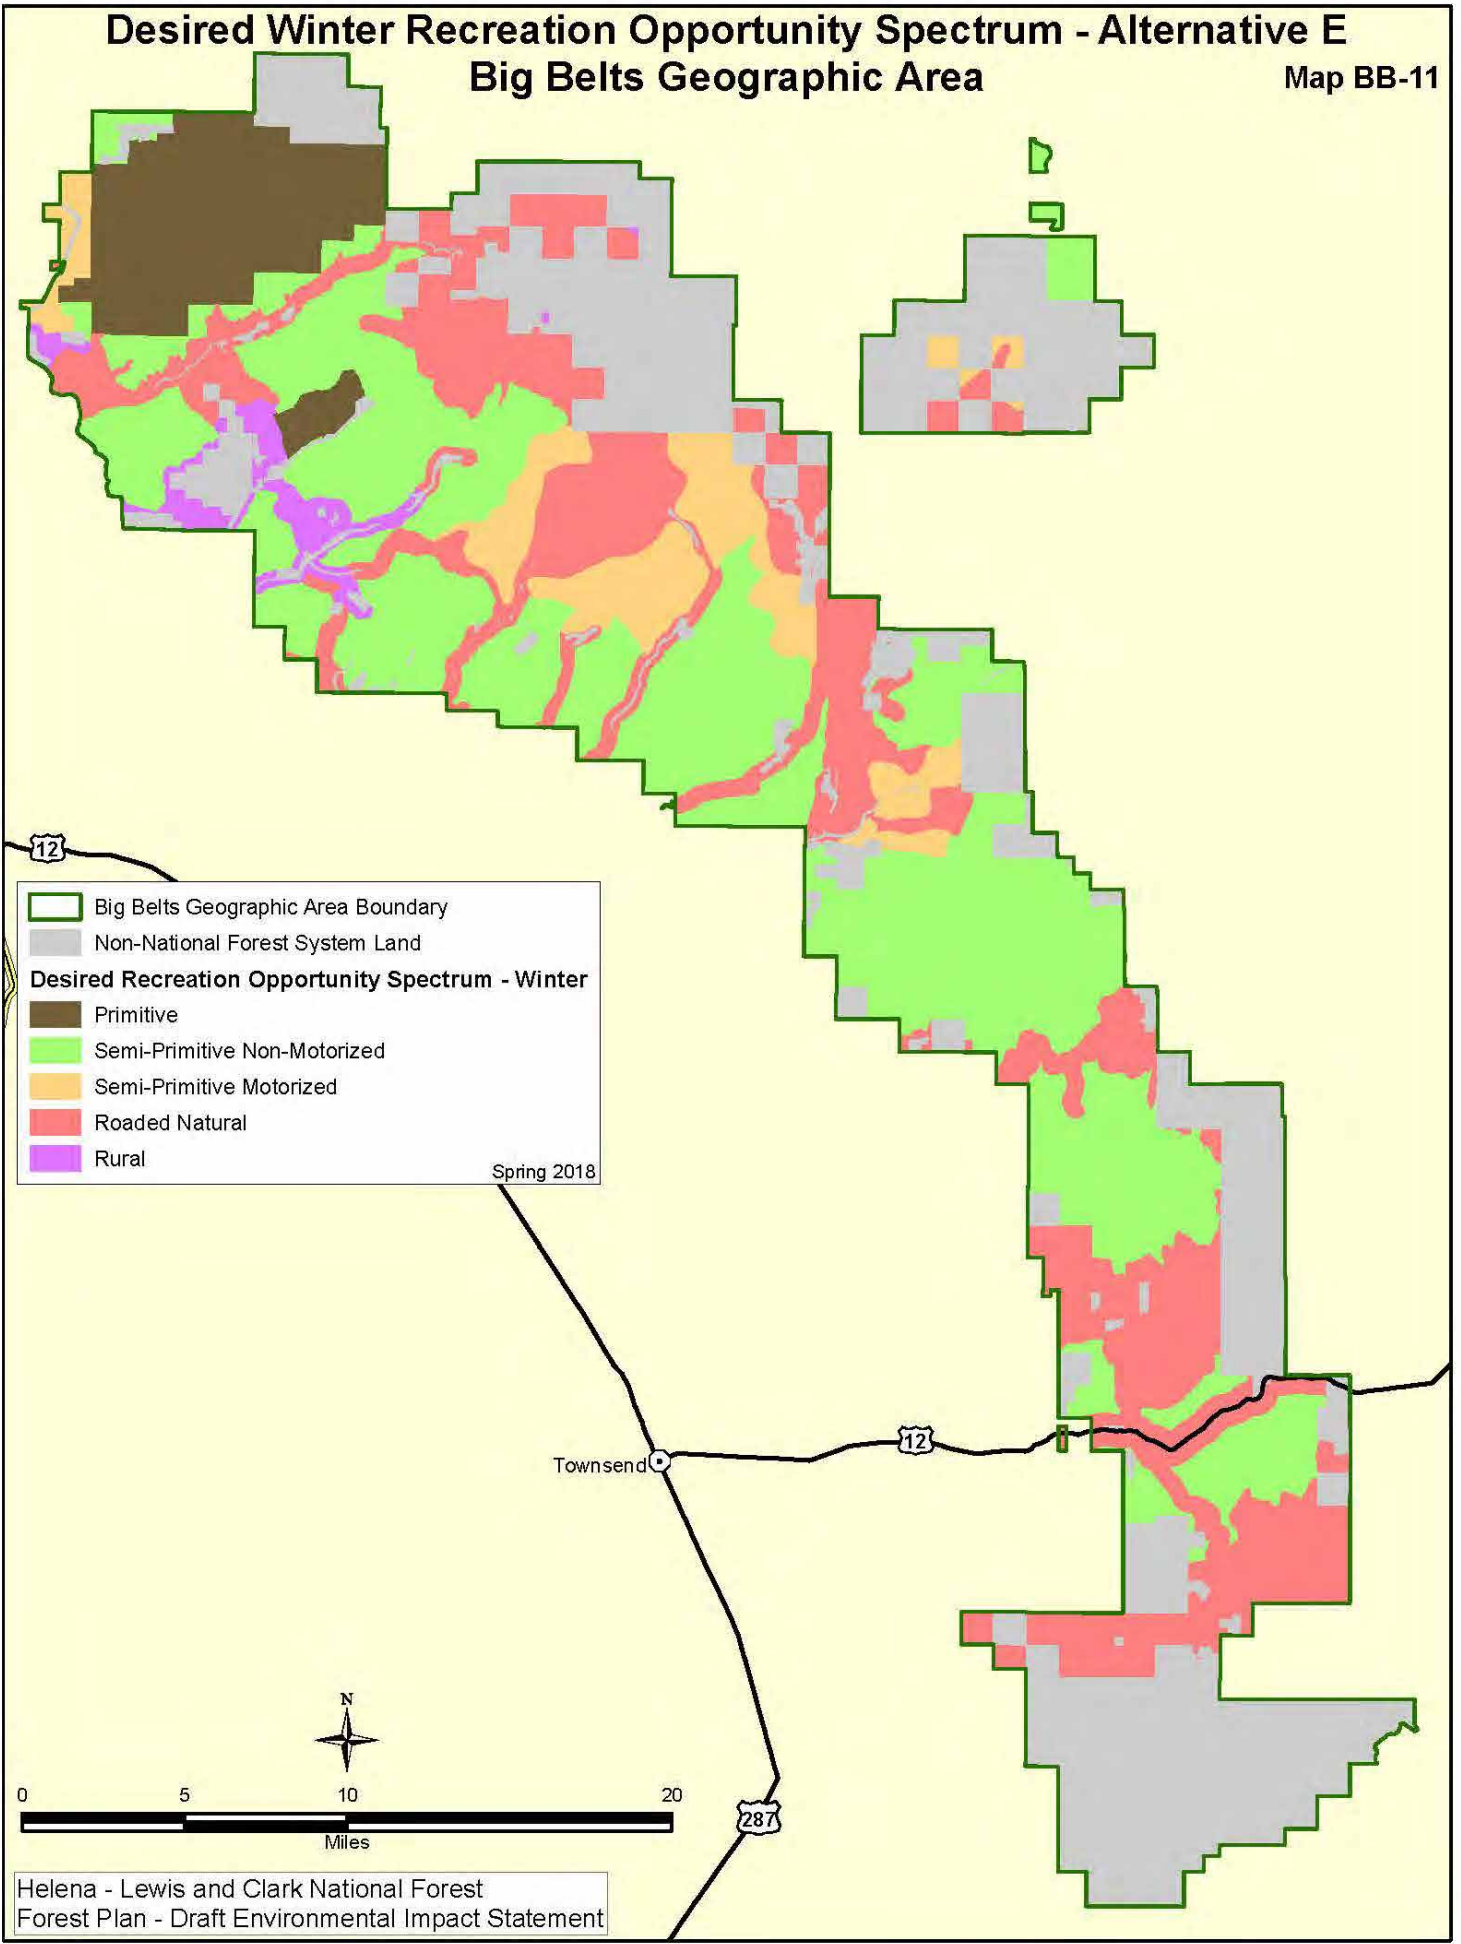 Desired Winter Recreation Opportunity Spectrum - Alternative E
Big Belts Geographic Area
Map BB-11
12
Big Belts Geographic Area Boundary
Non-National Forest System Land
Desired Recreation Opportunity Spectrum - Winter
Primitive
Semi-Primitive Non-Motorized
Semi-Primitive Motorized
Roaded Natural
Rural
Spring 2018
12
Townsend
N
0 5 10 20
Miles
287
Helena - Lewis and Clark National Forest
Forest Plan - Draft Environmental Impact Statement